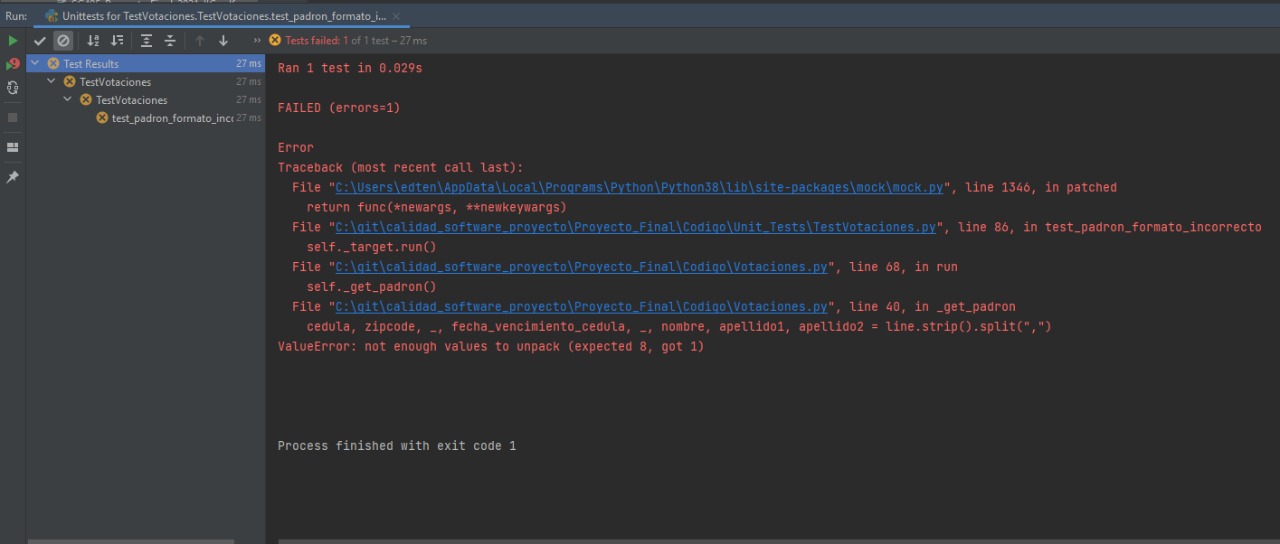 Run:
Unittests for TestVotaciones.TestVotaciones.test_padron_formato_i...
Tests failed: 1 of 1 test – 27 ms
Test Results 27 ms
TestVotaciones 27 ms
TestVotaciones 27 ms
test_padron_formato_inco 27 ms
Ran 1 test in 0.029s
FAILED (errors=1)
Error
Traceback (most recent call last):
File "C:\Users\edten\AppData\Local\Programs\Python\Python38\lib\site-packages\mock\mock.py", line 1346, in patched
return func(*newargs, **newkeywargs)
File "C:\git\calidad_software_proyecto\Proyecto_Final\Codigo\Unit_Tests\TestVotaciones.py", line 86, in test_padron_formato_incorrecto
self._target.run()
File "C:\git\calidad_software_proyecto\Proyecto_Final\Codigo\Votaciones.py", line 68, in run
self._get_padron()
File "C:\git\calidad_software_proyecto\Proyecto_Final\Codigo\Votaciones.py", line 40, in _get_padron
cedula, zipcode, _, fecha_vencimiento_cedula, _, nombre, apellido1, apellido2 = line.strip().split(",")
ValueError: not enough values to unpack (expected 8, got 1)
Process finished with exit code 1